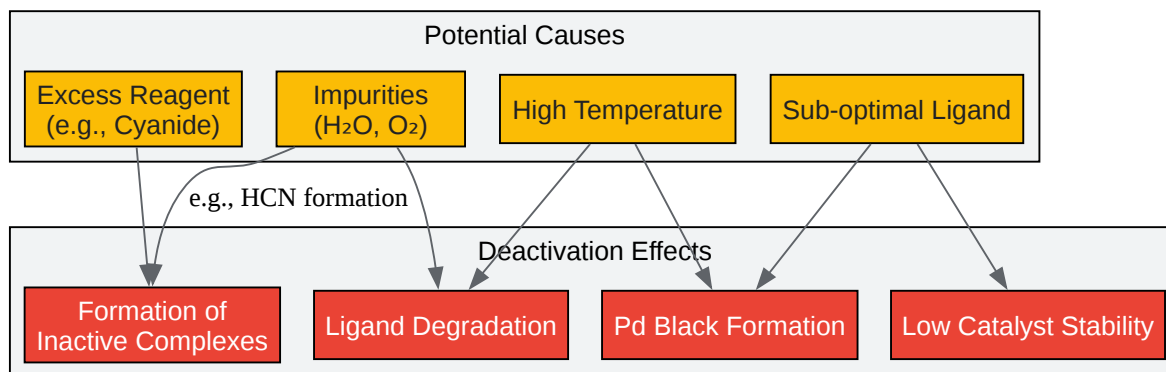 Potential Causes
Excess Reagent
(e.g., Cyanide)
Impurities
(H₂O, O₂)
High Temperature
Sub-optimal Ligand
e.g., HCN formation
Deactivation Effects
Formation of
Inactive Complexes
Ligand Degradation
Pd Black Formation
Low Catalyst Stability